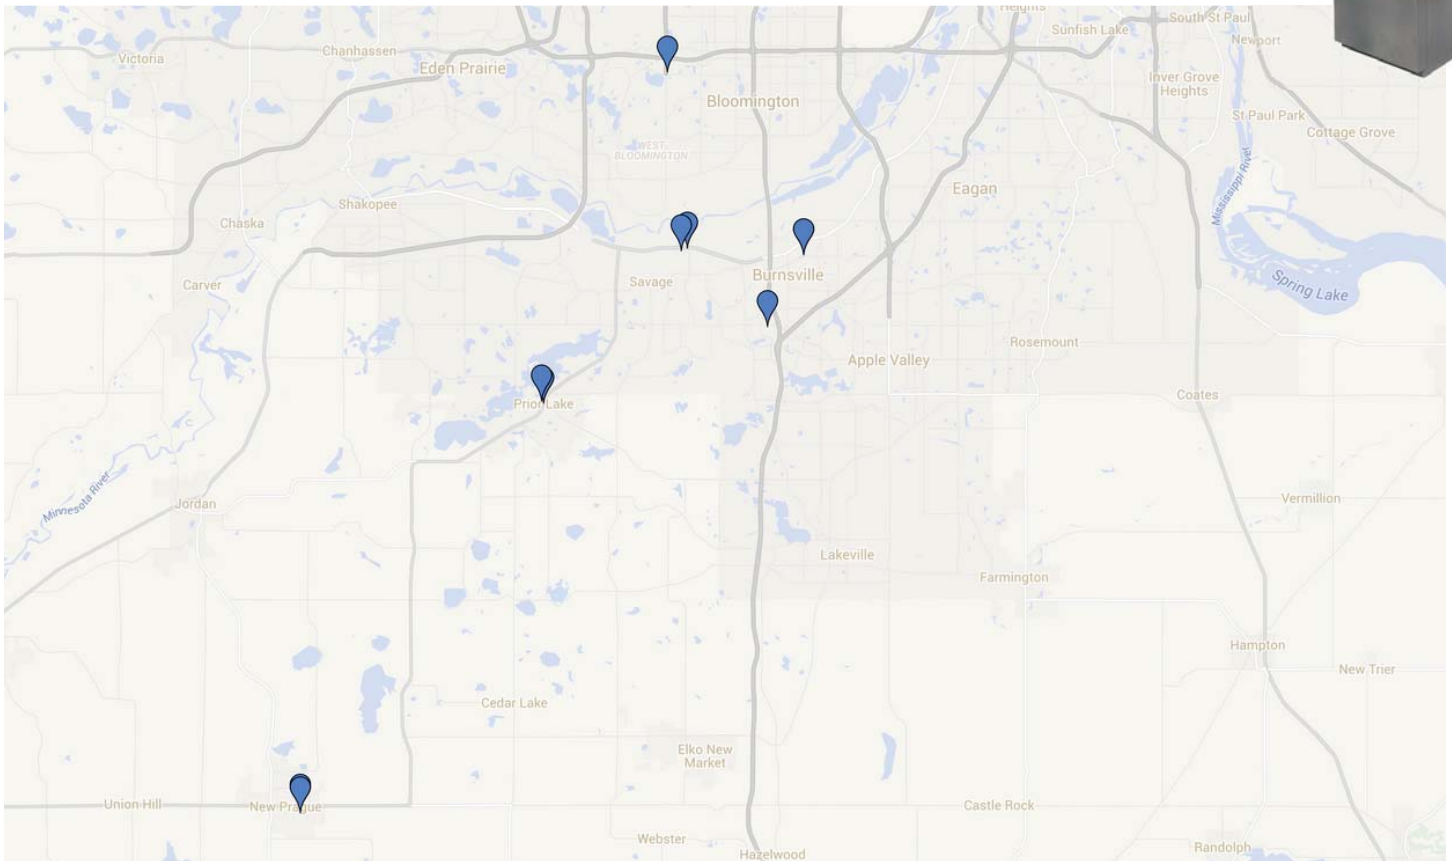 Heights
South St Paul
Sunfish Lake
Newport
Victoria
Chanhassen
Eden Prairie
Inver Grove
Heights
Bloomington
St Paul Park
Cottage Grove
WEST
BLOOMINGTON
Mississippi River
Eagan
Shakopee
Chaska
Carver
Savage
Burnsville
Spring Lake
Rosemount
Apple Valley
Coates
Prior Lake
Minnesota River
Jordan
Vermillion
Lakeville
Farmington
Hampton
New Trier
Cedar Lake
Elko New
Market
Union Hill
New Prague
Castle Rock
Webster
Hazelwood
Randolph